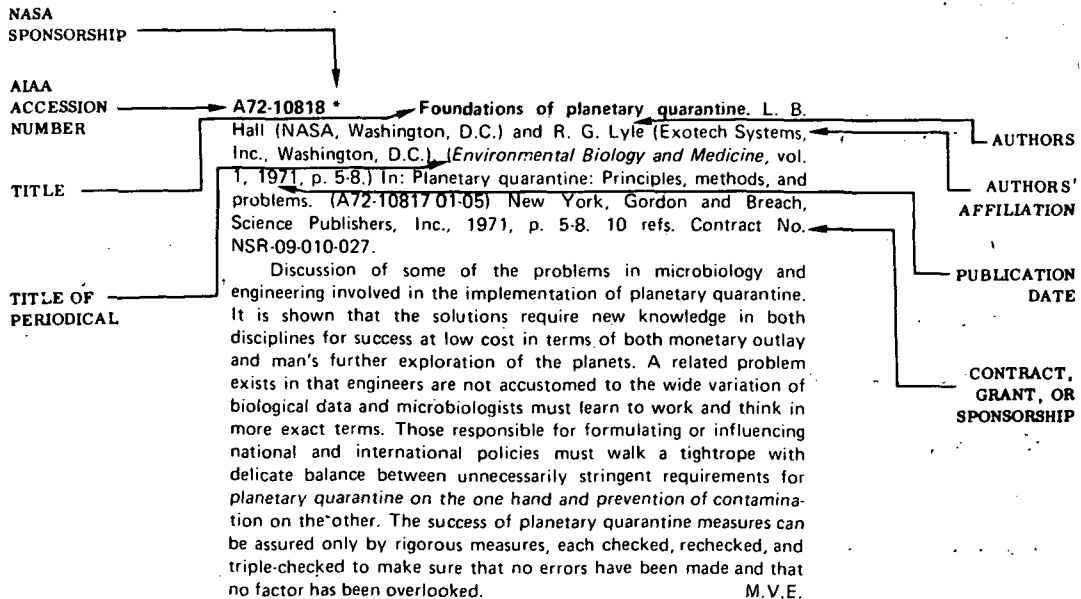 NASA
SPONSORSHIP
AIAA
ACCESSION
NUMBER
TITLE
TITLE OF
PERIODICAL
A72-10818 * Foundations of planetary quarantine. L. B.
Hall (NASA, Washington, D.C.) and R. G. Lyle (Exotech Systems,
Inc., Washington, D.C.). (Environmental Biology and Medicine, vol.
1, 1971, p. 5-8.) In: Planetary quarantine: Principles, methods, and
problems. (A72-10817 01-05) New York, Gordon and Breach,
Science Publishers, Inc., 1971, p. 5-8. 10 refs. Contract No.
NSR-09-010-027.
Discussion of some of the problems in microbiology and
engineering involved in the implementation of planetary quarantine.
It is shown that the solutions require new knowledge in both
disciplines for success at low cost in terms of both monetary outlay
and man's further exploration of the planets. A related problem
exists in that engineers are not accustomed to the wide variation of
biological data and microbiologists must learn to work and think in
more exact terms. Those responsible for formulating or influencing
national and international policies must walk a tightrope with
delicate balance between unnecessarily stringent requirements for
planetary quarantine on the one hand and prevention of contamina-
tion on the other. The success of planetary quarantine measures can
be assured only by rigorous measures, each checked, rechecked, and
triple-checked to make sure that no errors have been made and that
no factor has been overlooked. M.V.E.
AUTHORS
AUTHORS'
AFFILIATION
PUBLICATION
DATE
CONTRACT,
GRANT, OR
SPONSORSHIP